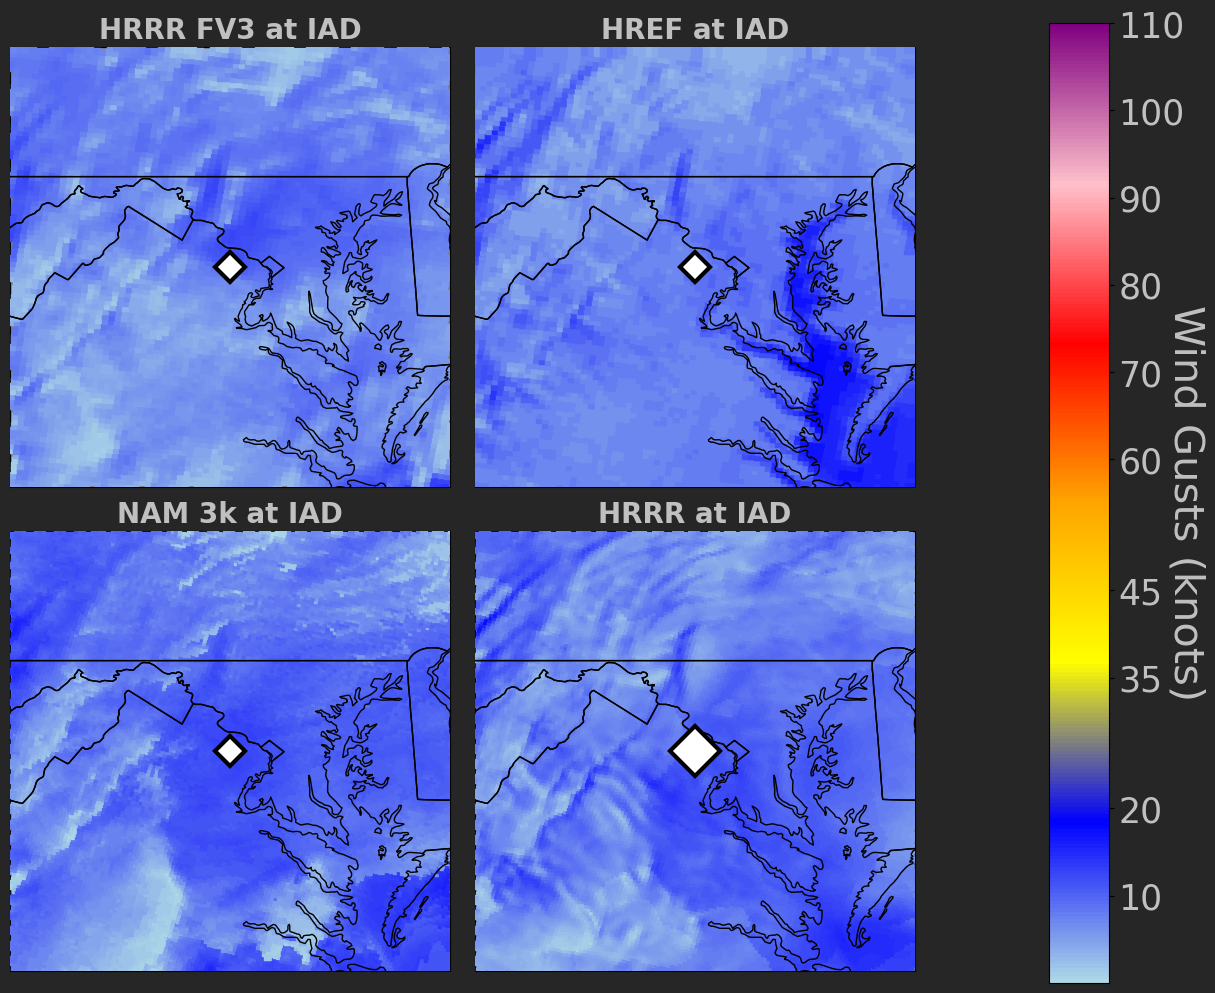 HRRR FV3 at IAD
HREF at IAD
NAM 3k at IAD
HRRR at IAD
110
100
90
80
70
60
45
35
20
10
Wind Gusts (knots)